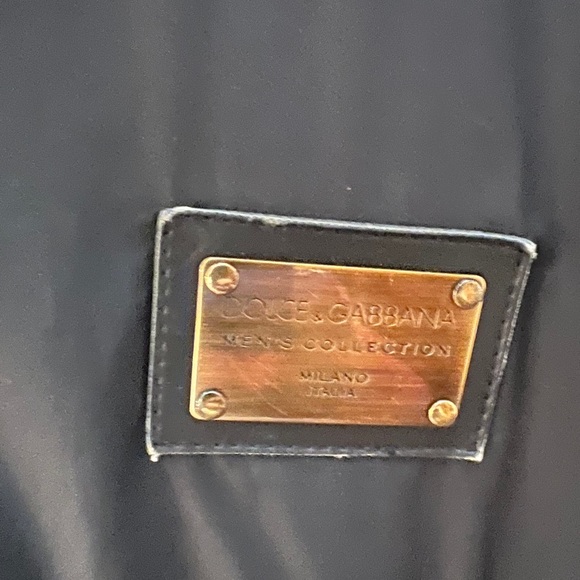 DOLCE & GABBANA
MEN'S COLLECTION
MILANO
ITALIA